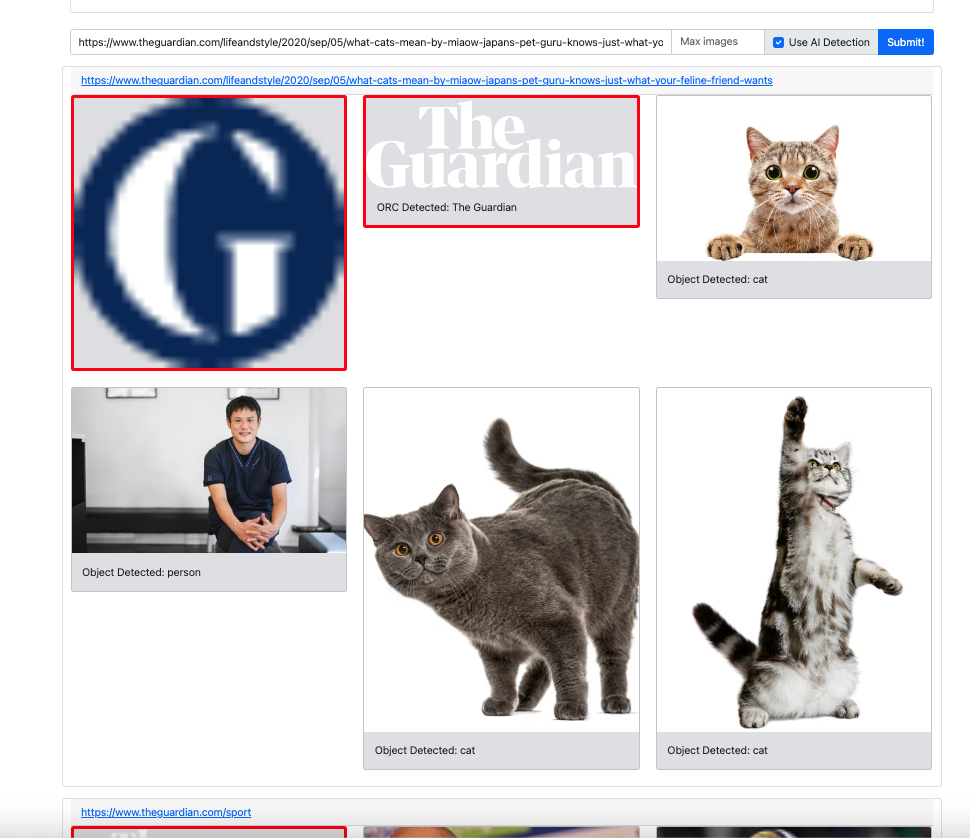 https://www.theguardian.com/lifeandstyle/2020/sep/05/what-cats-mean-by-miaow-japans-pet-guru-knows-just-what-yo
Max images
Use AI Detection
Submit!
https://www.theguardian.com/lifeandstyle/2020/sep/05/what-cats-mean-by-miaow-japans-pet-guru-knows-just-what-your-feline-friend-wants
G
The
Guardian
ORC Detected: The Guardian
Object Detected: cat
Object Detected: person
Object Detected: cat
Object Detected: cat
https://www.theguardian.com/sport